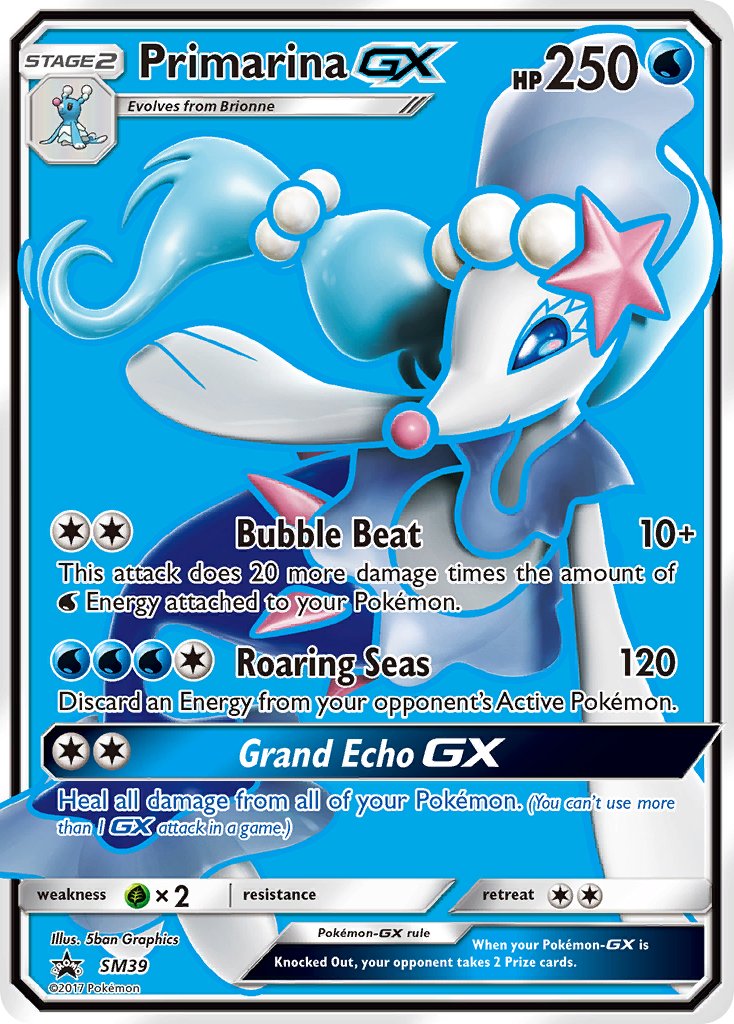 STAGE 2 Primarina GX HP 250
Evolves from Brionne
Bubble Beat 10+
This attack does 20 more damage times the amount of
Energy attached to your Pokémon.
Roaring Seas 120
Discard an Energy from your opponent's Active Pokémon.
Grand Echo GX
Heal all damage from all of your Pokémon. (You can't use more
than 1 GX attack in a game.)
weakness ×2 resistance retreat
Illus. 5ban Graphics
SM39
©2017 Pokémon
Pokémon-GX rule
When your Pokémon-GX is
Knocked Out, your opponent takes 2 Prize cards.